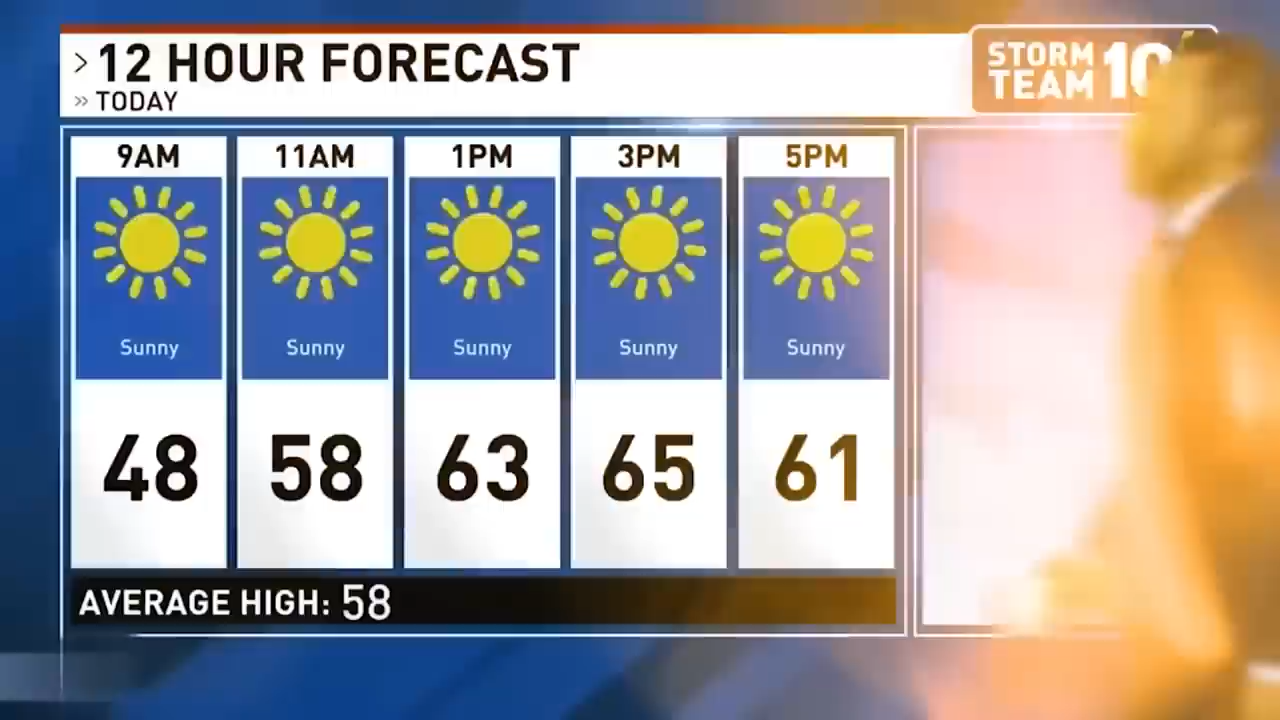 > 12 HOUR FORECAST
» TODAY
STORM
TEAM 10
9AM 11AM 1PM 3PM 5PM
Sunny Sunny Sunny Sunny Sunny
48 58 63 65 61
AVERAGE HIGH: 58